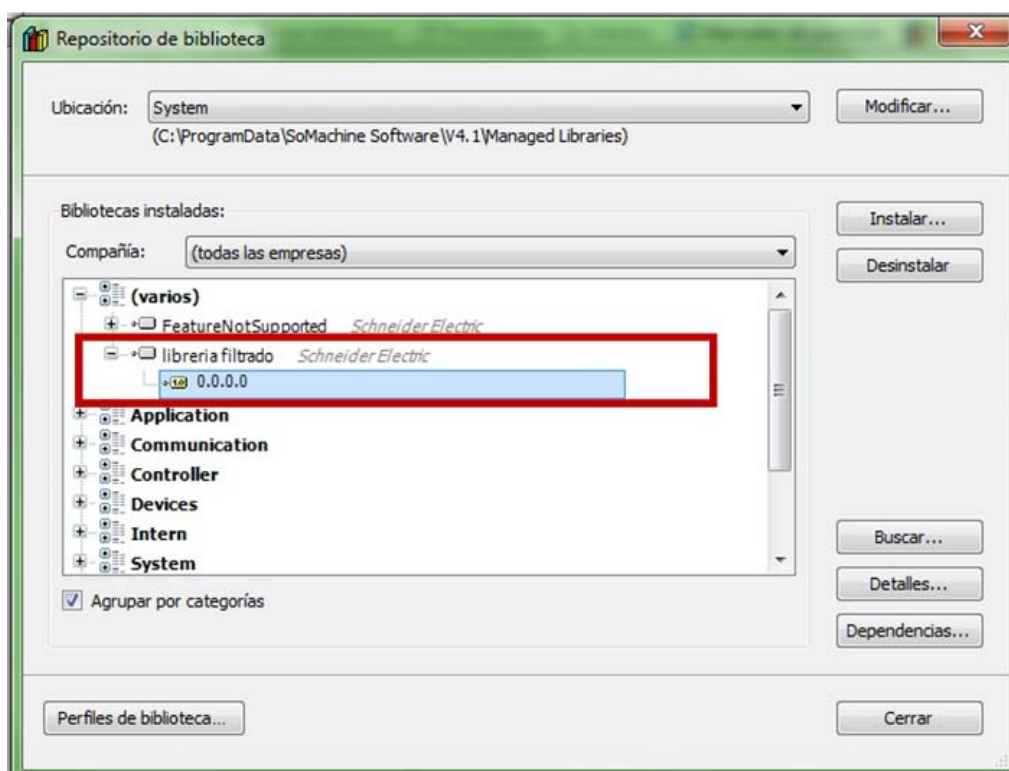 Repositorio de biblioteca
Ubicación: System Modificar...
(C:\ProgramData\SoMachine Software\V4.1\Managed Libraries)
Bibliotecas instaladas: Instalar...
Compañía: (todas las empresas) Desinstalar
(varios)
FeatureNotSupported Schneider Electric
libreria filtrado Schneider Electric
1.0 0.0.0.0
Application
Communication
Controller
Devices
Intern Buscar...
System
Agrupar por categorías Detalles...
Dependencias...
Perfiles de biblioteca... Cerrar